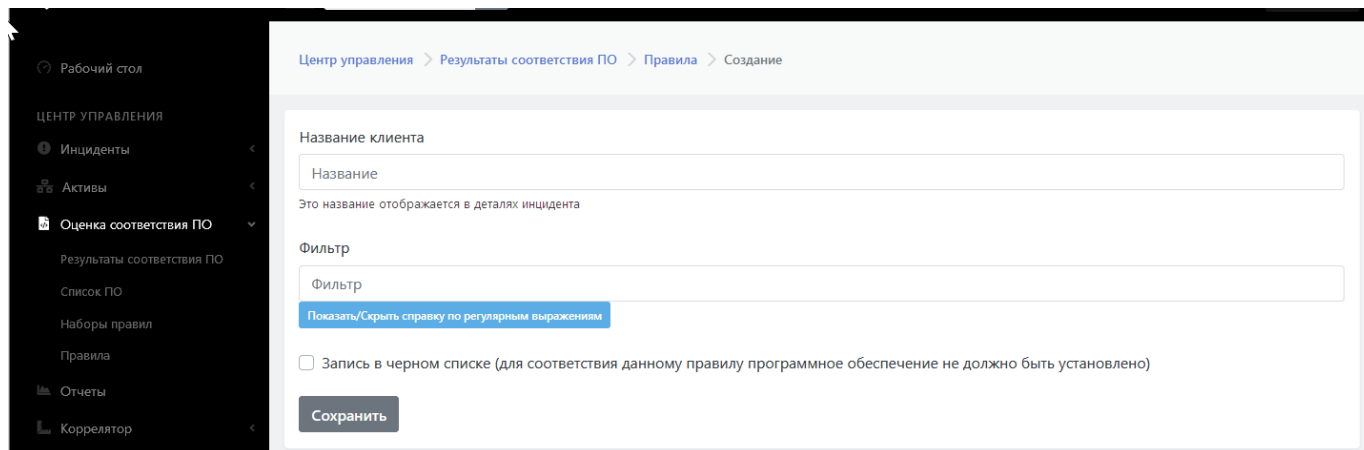 Рабочий стол
ЦЕНТР УПРАВЛЕНИЯ
Инциденты
Активы
Оценка соответствия ПО
Результаты соответствия ПО
Список ПО
Наборы правил
Правила
Отчеты
Коррелятор
Центр управления > Результаты соответствия ПО > Правила > Создание
Название клиента
Название
Это название отображается в деталях инцидента
Фильтр
Фильтр
Показать/Скрыть справку по регулярным выражениям
Запись в черном списке (для соответствия данному правилу программное обеспечение не должно быть установлено)
Сохранить